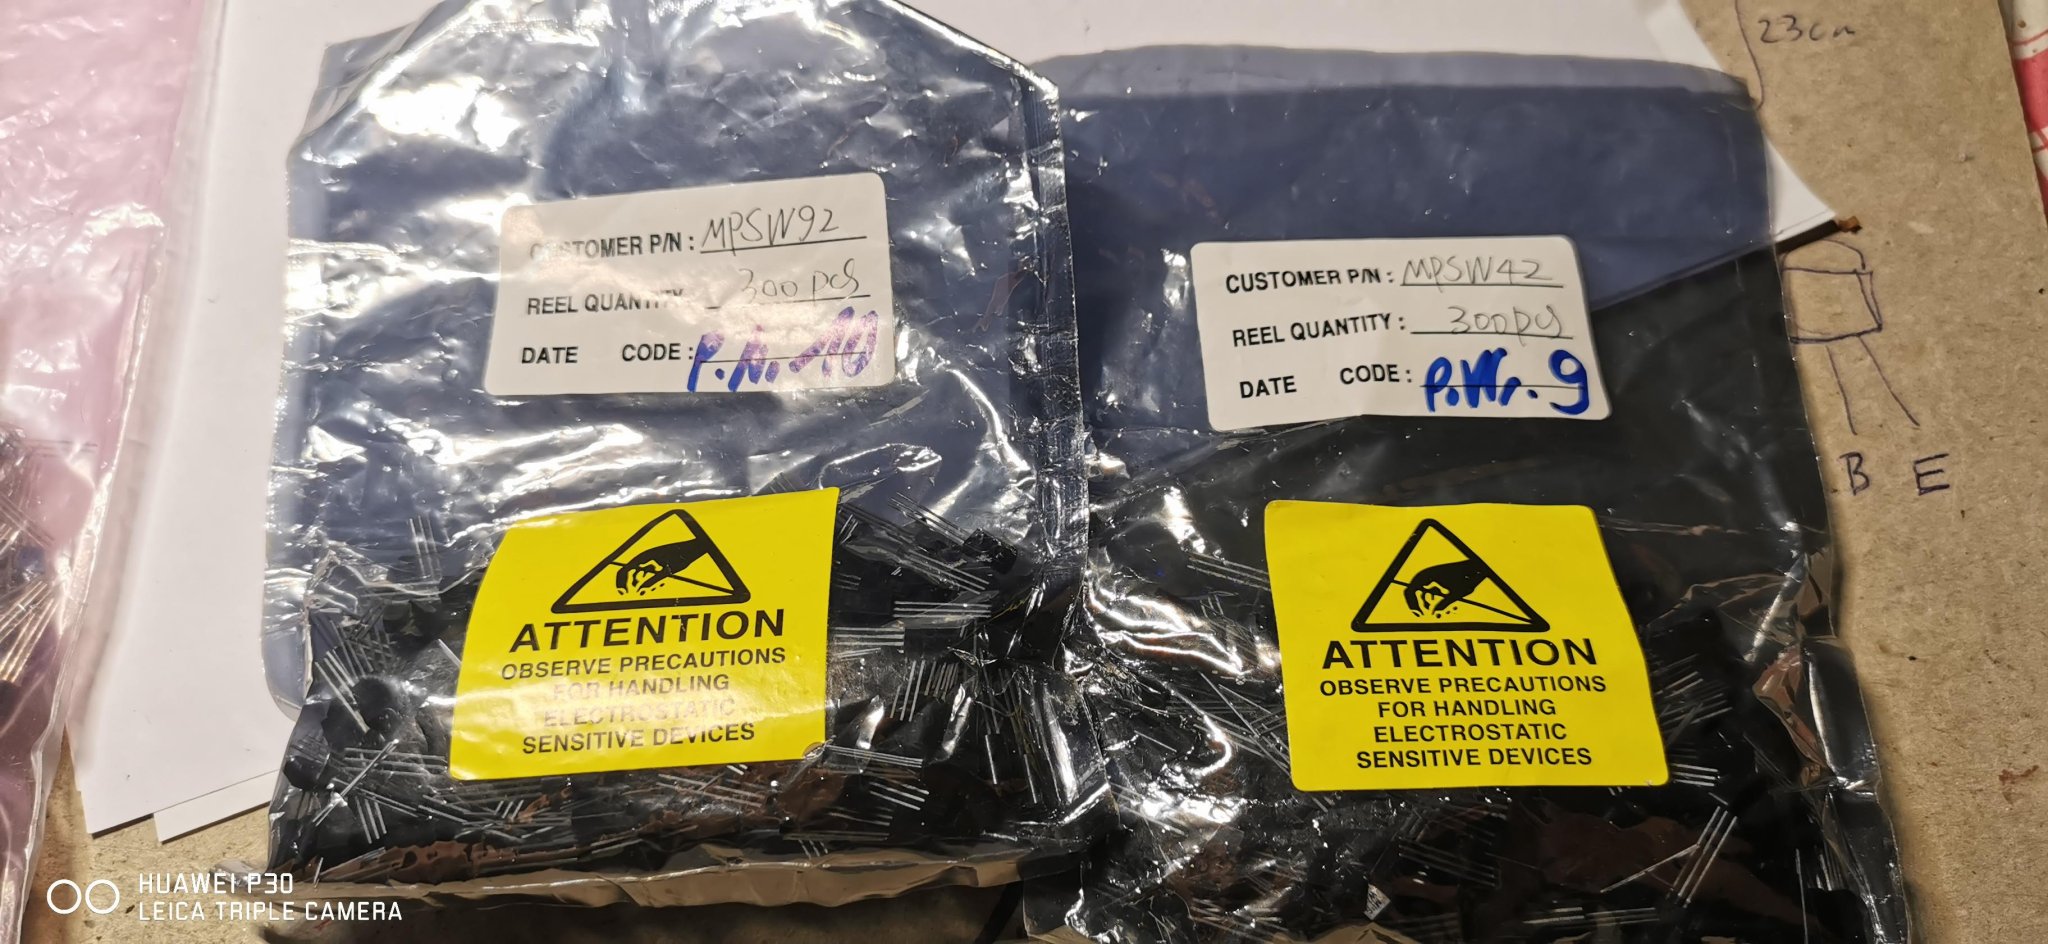 23cm
CUSTOMER P/N : MPSW92
REEL QUANTITY: 300 pcs
DATE CODE : P.N. 10
ATTENTION
OBSERVE PRECAUTIONS
FOR HANDLING
ELECTROSTATIC
SENSITIVE DEVICES
CUSTOMER P/N : MPSW42
REEL QUANTITY : 300pcs
DATE CODE : P.Nr. 9
ATTENTION
OBSERVE PRECAUTIONS
FOR HANDLING
ELECTROSTATIC
SENSITIVE DEVICES
B E
HUAWEI P30
LEICA TRIPLE CAMERA